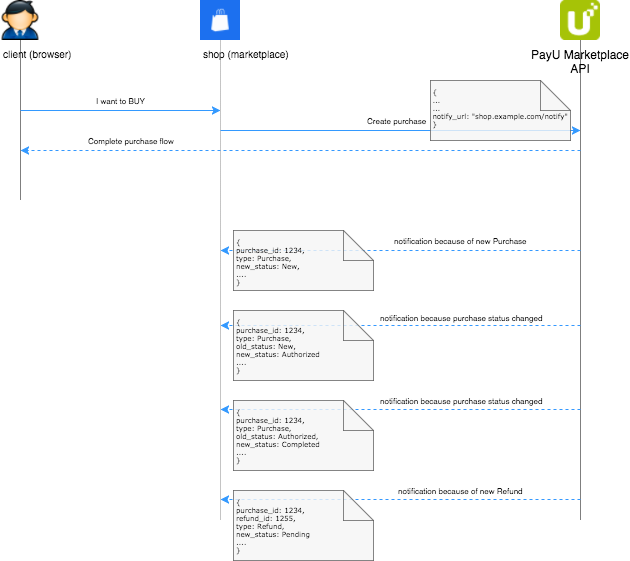 client (browser)
shop (marketplace)
PayU Marketplace
API
I want to BUY
{
...
...
notify_url: "shop.example.com/notify"
}
Create purchase
Complete purchase flow
notification because of new Purchase
{
purchase_id: 1234,
type: Purchase,
new_status: New,
....
}
notification because purchase status changed
{
purchase_id: 1234,
type: Purchase,
old_status: New,
new_status: Authorized
....
}
notification because purchase status changed
{
purchase_id: 1234,
type: Purchase,
old_status: Authorized,
new_status: Completed
....
}
notification because of new Refund
{
purchase_id: 1234,
refund_id: 1255,
type: Refund,
new_status: Pending
....
}